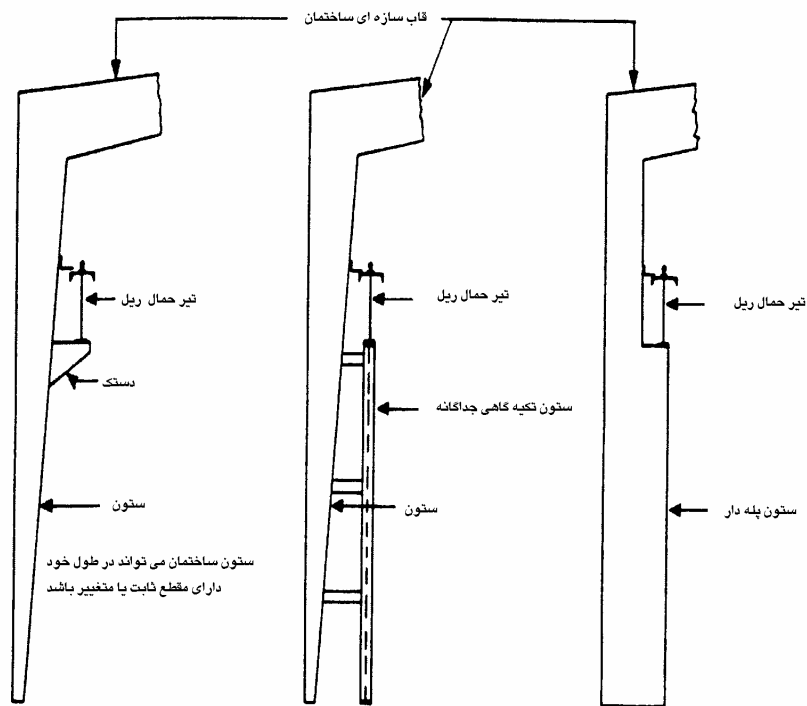 قاب سازه ای ساختمان
تیر حمال ریل
تیر حمال ریل
تیر حمال ریل
دستک
ستون تکیه گاهی جداگانه
ستون
ستون
ستون پله دار
ستون ساختمان می تواند در طول خود
دارای مقطع ثابت یا متغییر باشد